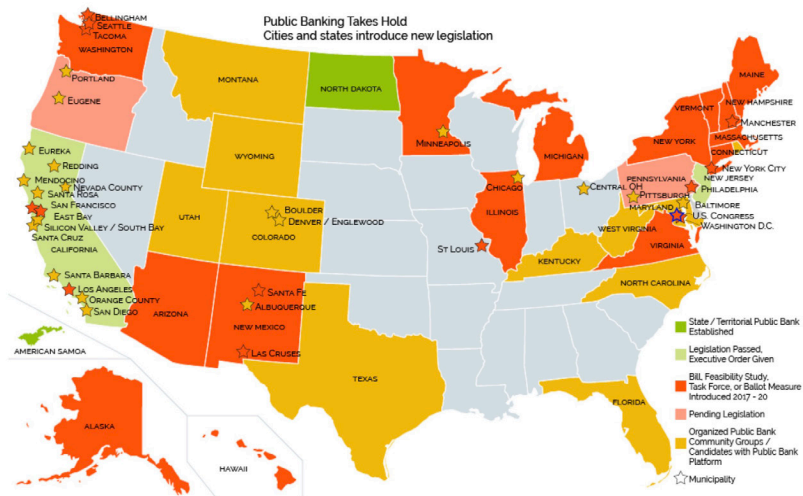 Public Banking Takes Hold
Cities and states introduce new legislation
BELLINGHAM
SEATTLE
TACOMA
WASHINGTON
PORTLAND
EUGENE
MONTANA
NORTH DAKOTA
MINNEAPOLIS
MICHIGAN
MAINE
VERMONT
NEW HAMPSHIRE
MANCHESTER
NEW YORK
MASSACHUSETTS
CONNECTICUT
NEW YORK CITY
NEW JERSEY
PENNSYLVANIA
PHILADELPHIA
PITTSBURGH
BALTIMORE
MARYLAND
U.S. CONGRESS
WASHINGTON D.C.
WEST VIRGINIA
VIRGINIA
CENTRAL OH
CHICAGO
ILLINOIS
ST LOUIS
KENTUCKY
NORTH CAROLINA
FLORIDA
WYOMING
UTAH
BOULDER
DENVER / ENGLEWOOD
COLORADO
EUREKA
REDDING
MENDOCINO
NEVADA COUNTY
SANTA ROSA
SAN FRANCISCO
EAST BAY
SILICON VALLEY / SOUTH BAY
SANTA CRUZ
CALIFORNIA
SANTA BARBARA
LOS ANGELES
ORANGE COUNTY
SAN DIEGO
ARIZONA
SANTA FE
ALBUQUERQUE
NEW MEXICO
LAS CRUSES
TEXAS
AMERICAN SAMOA
ALASKA
HAWAII
State / Territorial Public Bank
Established
Legislation Passed,
Executive Order Given
Bill, Feasibility Study,
Task Force, or Ballot Measure
Introduced 2017 - 20
Pending Legislation
Organized Public Bank
Community Groups /
Candidates with Public Bank
Platform
Municipality